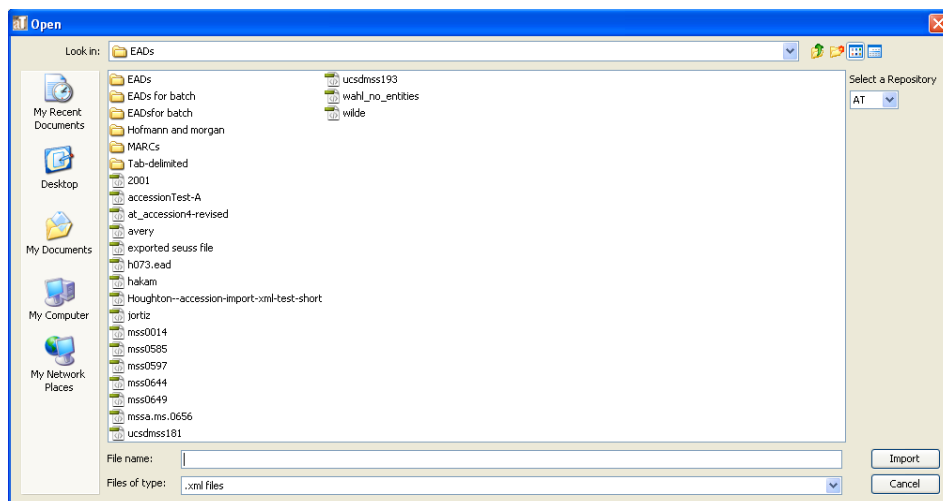 aT Open
Look in: EADs
My Recent
Documents
Desktop
My Documents
My Computer
My Network
Places
EADs
EADs for batch
EADsfor batch
Hofmann and morgan
MARCs
Tab-delimited
2001
accessionTest-A
at_accession4-revised
avery
exported seuss file
h073.ead
hakam
Houghton--accession-import-xml-test-short
jortiz
mss0014
mss0585
mss0597
mss0644
mss0649
mssa.ms.0656
ucsdmss181
ucsdmss193
wahl_no_entities
wilde
Select a Repository
AT
File name:
Import
Files of type: .xml files
Cancel